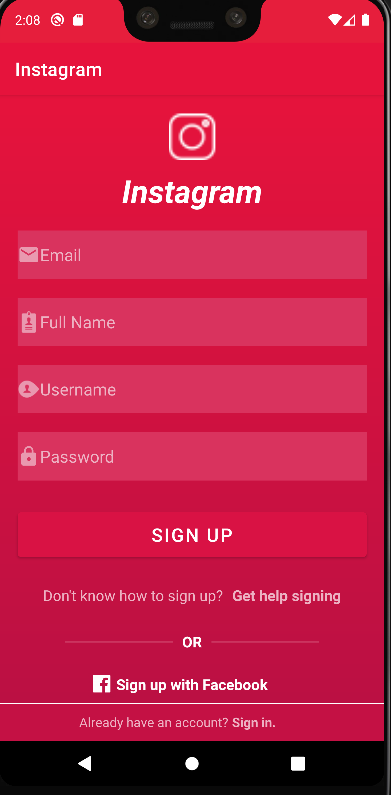 2:08
Instagram
Instagram
Email
Full Name
Username
Password
SIGN UP
Don't know how to sign up? Get help signing
OR
Sign up with Facebook
Already have an account? Sign in.